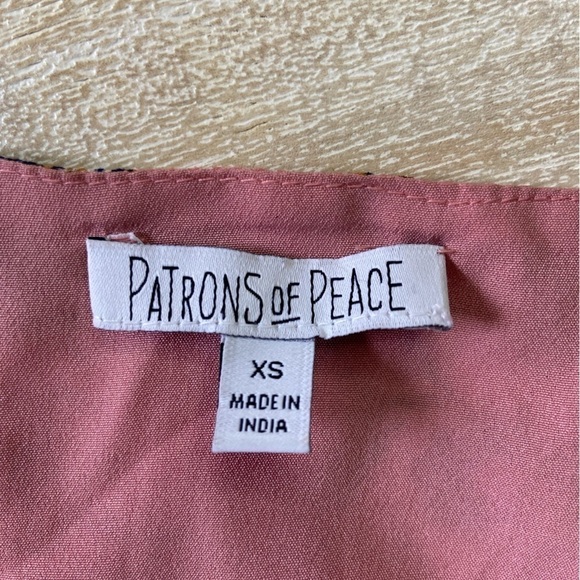 PATRONS OF PEACE
XS
MADE IN
INDIA